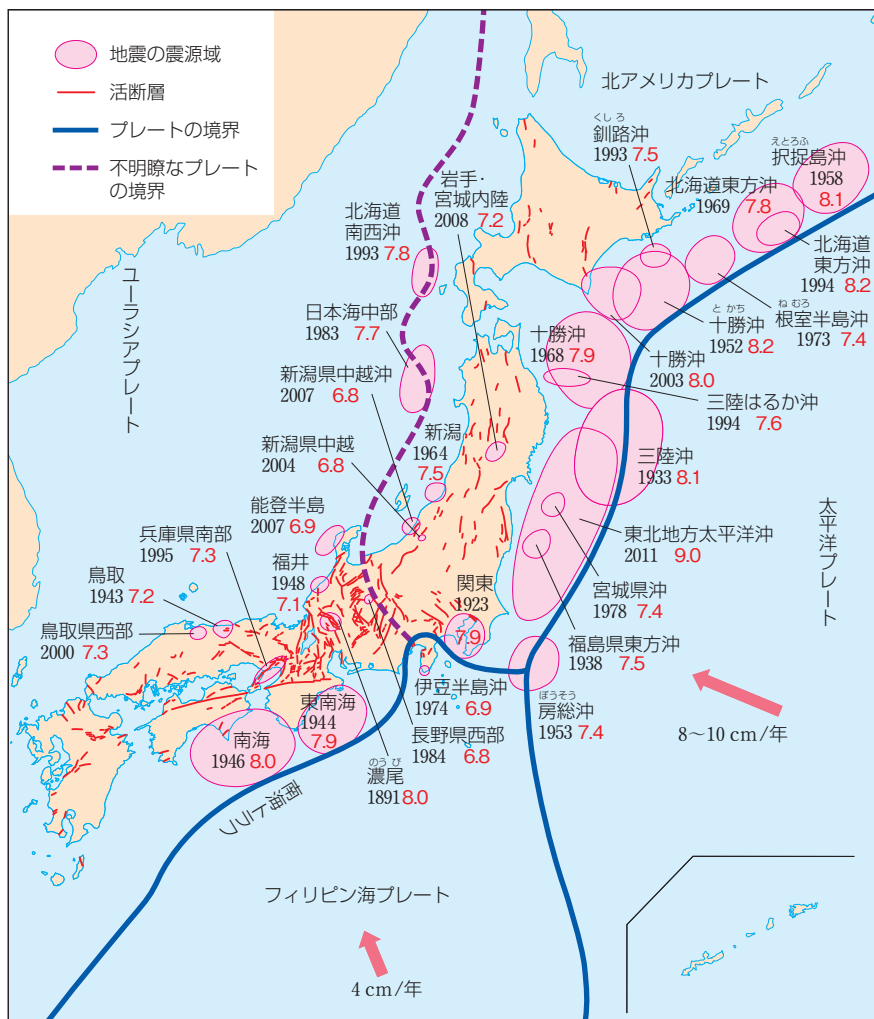 地震の震源域
活断層
プレートの境界
不明瞭なプレート
の境界
北アメリカプレート
くしろ
釧路沖
1993 7.5
えとろふ
択捉島沖
1958
8.1
北海道東方沖
1969 7.8
岩手・
宮城内陸
2008 7.2
北海道
南西沖
1993 7.8
北海道
東方沖
1994 8.2
ユーラシアプレート
日本海中部
1983 7.7
とかち
十勝沖
1952 8.2
ねむろ
根室半島沖
1973 7.4
十勝沖
1968 7.9
十勝沖
2003 8.0
新潟県中越沖
2007 6.8
三陸はるか沖
1994 7.6
新潟
1964
7.5
新潟県中越
2004 6.8
三陸沖
1933 8.1
太平洋プレート
能登半島
2007 6.9
東北地方太平洋沖
2011 9.0
兵庫県南部
1995 7.3
福井
1948
7.1
関東
1923
7.9
宮城県沖
1978 7.4
鳥取
1943 7.2
鳥取県西部
2000 7.3
福島県東方沖
1938 7.5
伊豆半島沖
1974 6.9
ぼうそう
房総沖
1953 7.4
東南海
1944
7.9
長野県西部
1984 6.8
8〜10 cm/年
南海
1946 8.0
のうび
濃尾
1891 8.0
南海トラフ
フィリピン海プレート
4 cm/年